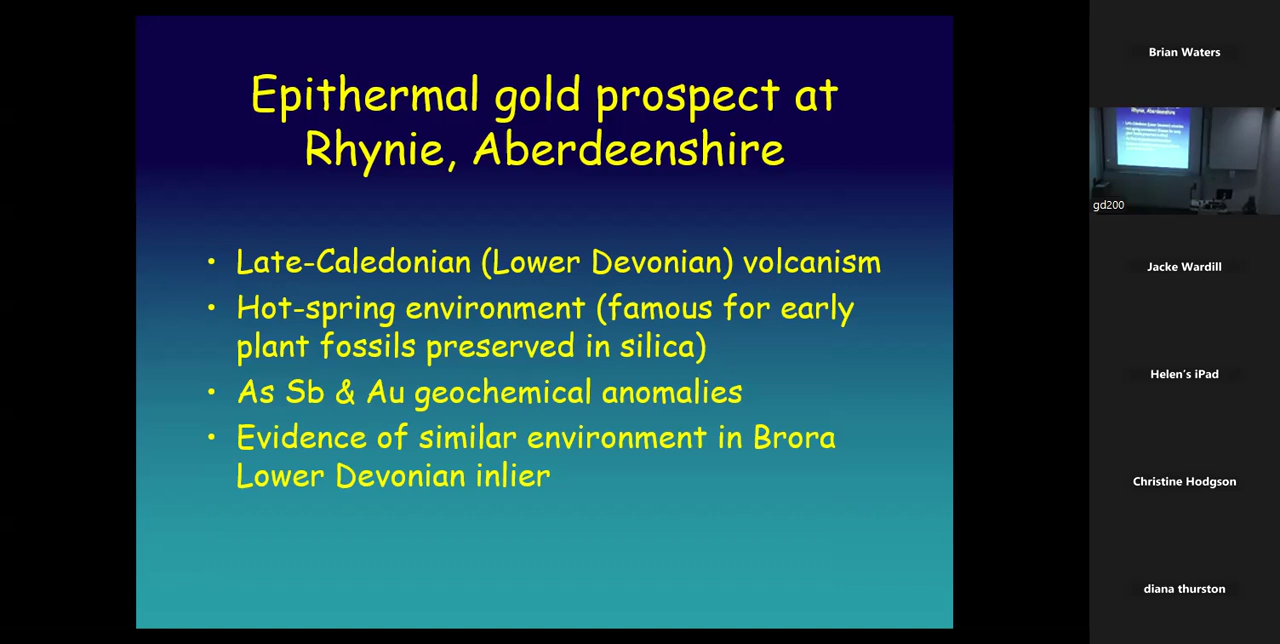 Epithermal gold prospect at
Rhynie, Aberdeenshire
• Late-Caledonian (Lower Devonian) volcanism
• Hot-spring environment (famous for early
plant fossils preserved in silica)
• As Sb & Au geochemical anomalies
• Evidence of similar environment in Brora
Lower Devonian inlier
Brian Waters
gd200
Jacke Wardill
Helen's iPad
Christine Hodgson
diana thurston